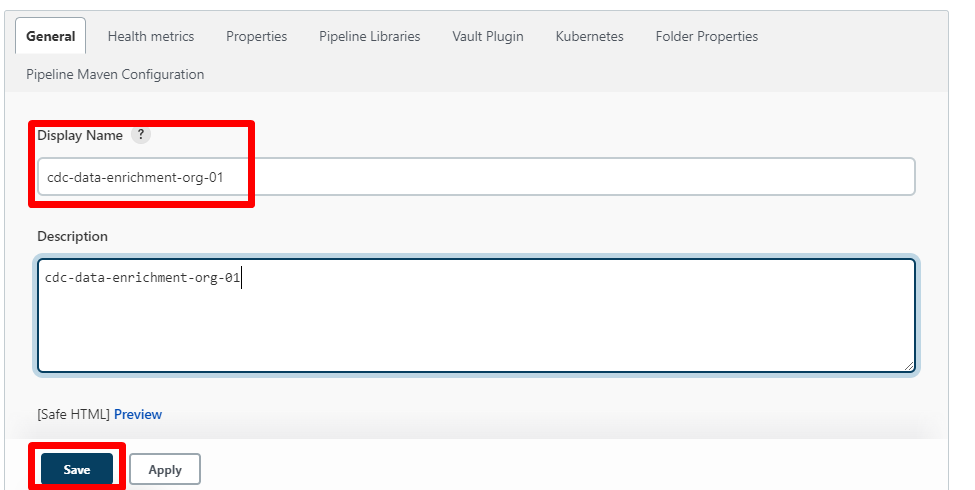 General Health metrics Properties Pipeline Libraries Vault Plugin Kubernetes Folder Properties
Pipeline Maven Configuration
Display Name ?
cdc-data-enrichment-org-01
Description
cdc-data-enrichment-org-01
[Safe HTML] Preview
Save Apply